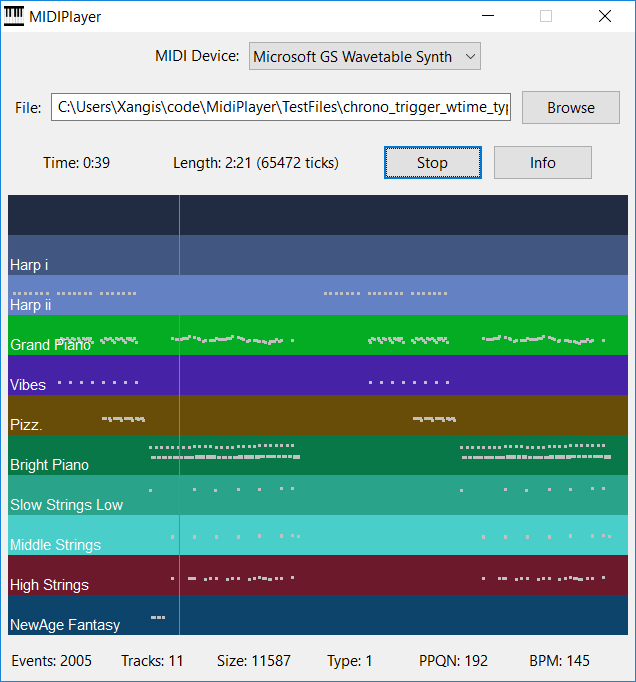 MIDIPlayer
MIDI Device: Microsoft GS Wavetable Synth
File: C:\Users\Xangis\code\MidiPlayer\TestFiles\chrono_trigger_wtime_typ Browse
Time: 0:39 Length: 2:21 (65472 ticks) Stop Info
Harp i
Harp ii
Grand Piano
Vibes
Pizz.
Bright Piano
Slow Strings Low
Middle Strings
High Strings
NewAge Fantasy
Events: 2005 Tracks: 11 Size: 11587 Type: 1 PPQN: 192 BPM: 145